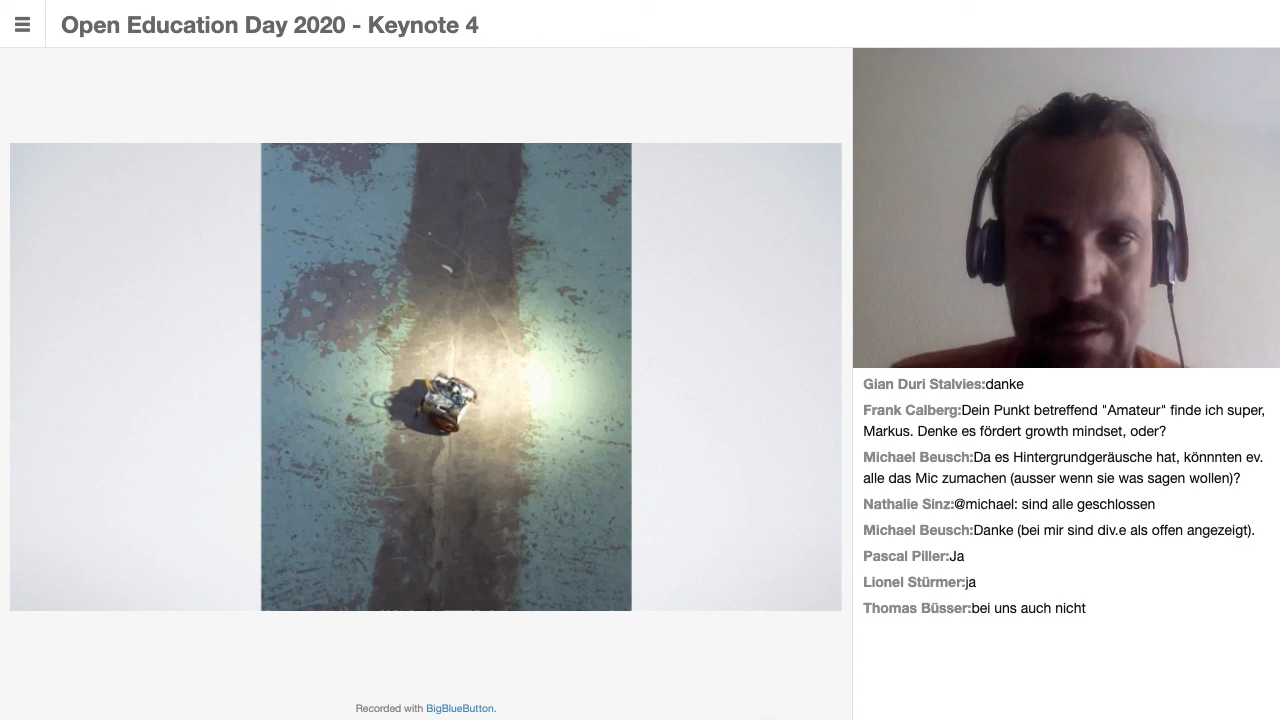 Open Education Day 2020 - Keynote 4
Gian Duri Stalvies:danke
Frank Calberg:Dein Punkt betreffend "Amateur" finde ich super,
Markus. Denke es fördert growth mindset, oder?
Michael Beusch:Da es Hintergrundgeräusche hat, könnnten ev.
alle das Mic zumachen (ausser wenn sie was sagen wollen)?
Nathalie Sinz:@michael: sind alle geschlossen
Michael Beusch:Danke (bei mir sind div.e als offen angezeigt).
Pascal Piller:Ja
Lionel Stürmer:ja
Thomas Büsser:bei uns auch nicht
Recorded with BigBlueButton.